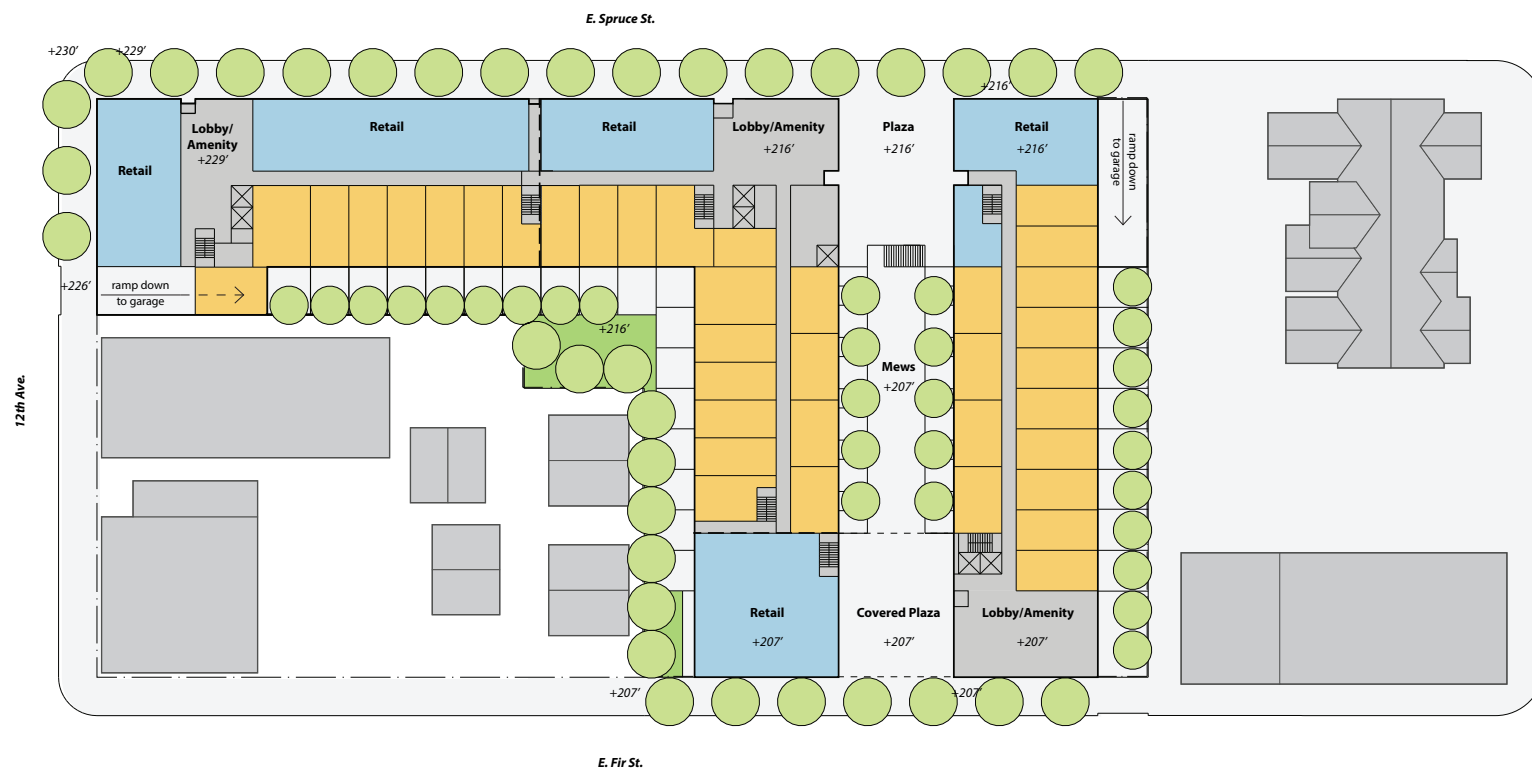 E. Spruce St.
+230’
+229’
+216’
Retail
Lobby/
Amenity
+229’
Retail
Retail
Lobby/Amenity
+216’
Plaza
+216’
Retail
+216’
ramp down
to garage
+226’
ramp down
to garage
+216’
Mews
+207’
12th Ave.
Retail
+207’
Covered Plaza
+207’
Lobby/Amenity
+207’
+207’
+207’
E. Fir St.